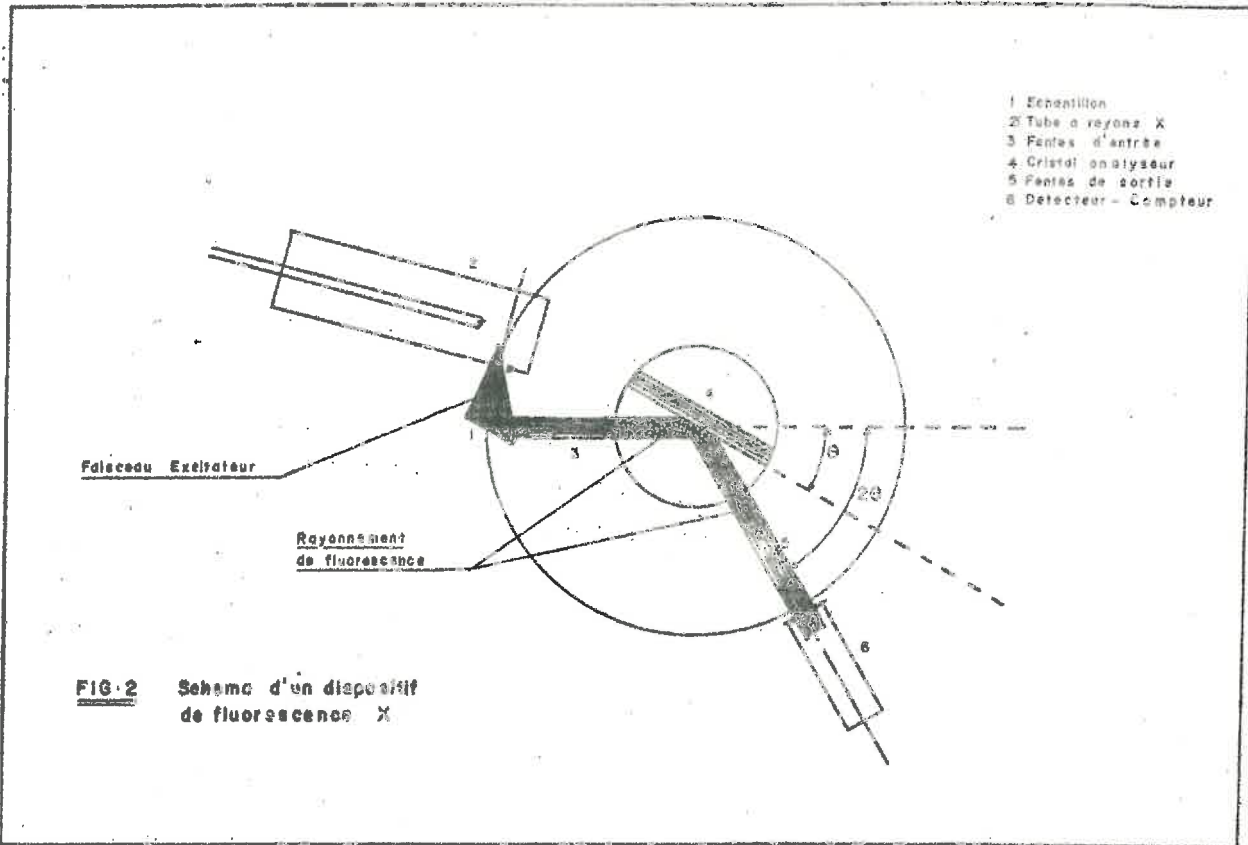 1 Echantillon
2 Tube a rayons X
3 Fentes d'entrée
4 Cristal analyseur
5 Fentes de sortie
6 Détecteur - Compteur
2
1
3
4
θ
2θ
5
6
Faisceau Excitateur
Rayonnement
de fluorescence
FIG.2 Schema d'un dispositif
de fluorescence X